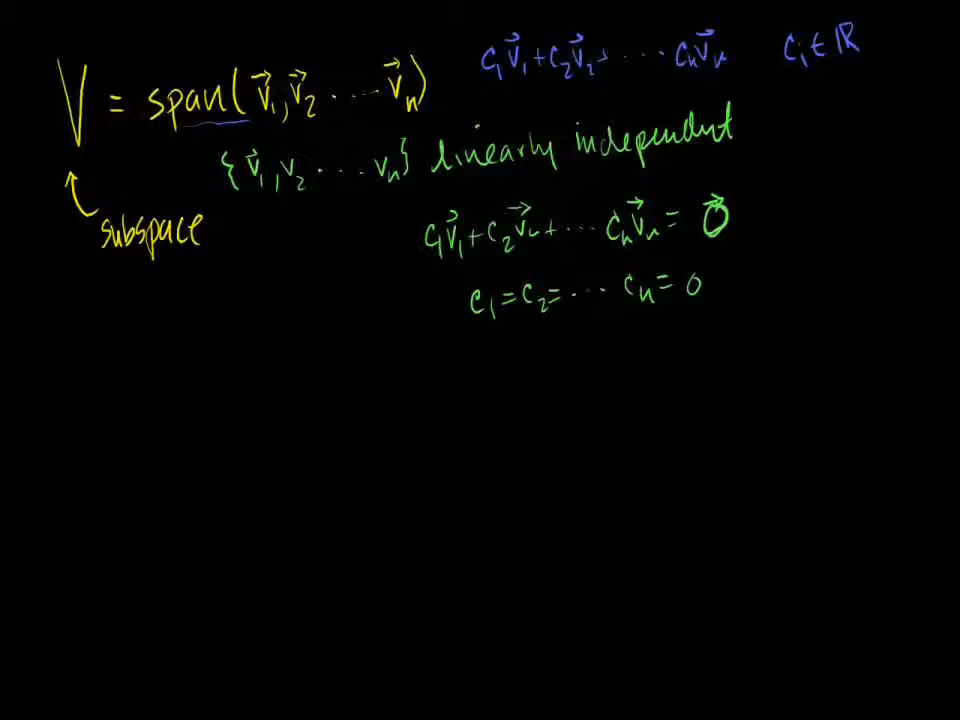 V = span(v⃗₁, v⃗₂ ⋯ v⃗ₙ)
c₁v⃗₁ + c₂v⃗₂ + ⋯ cₙv⃗ₙ cᵢ ∈ ℝ
{v⃗₁, v₂ ⋯ vₙ} linearly independent
subspace
c₁v⃗₁ + c₂v⃗₂ + ⋯ cₙv⃗ₙ = 0⃗
c₁ = c₂ = ⋯ cₙ = 0